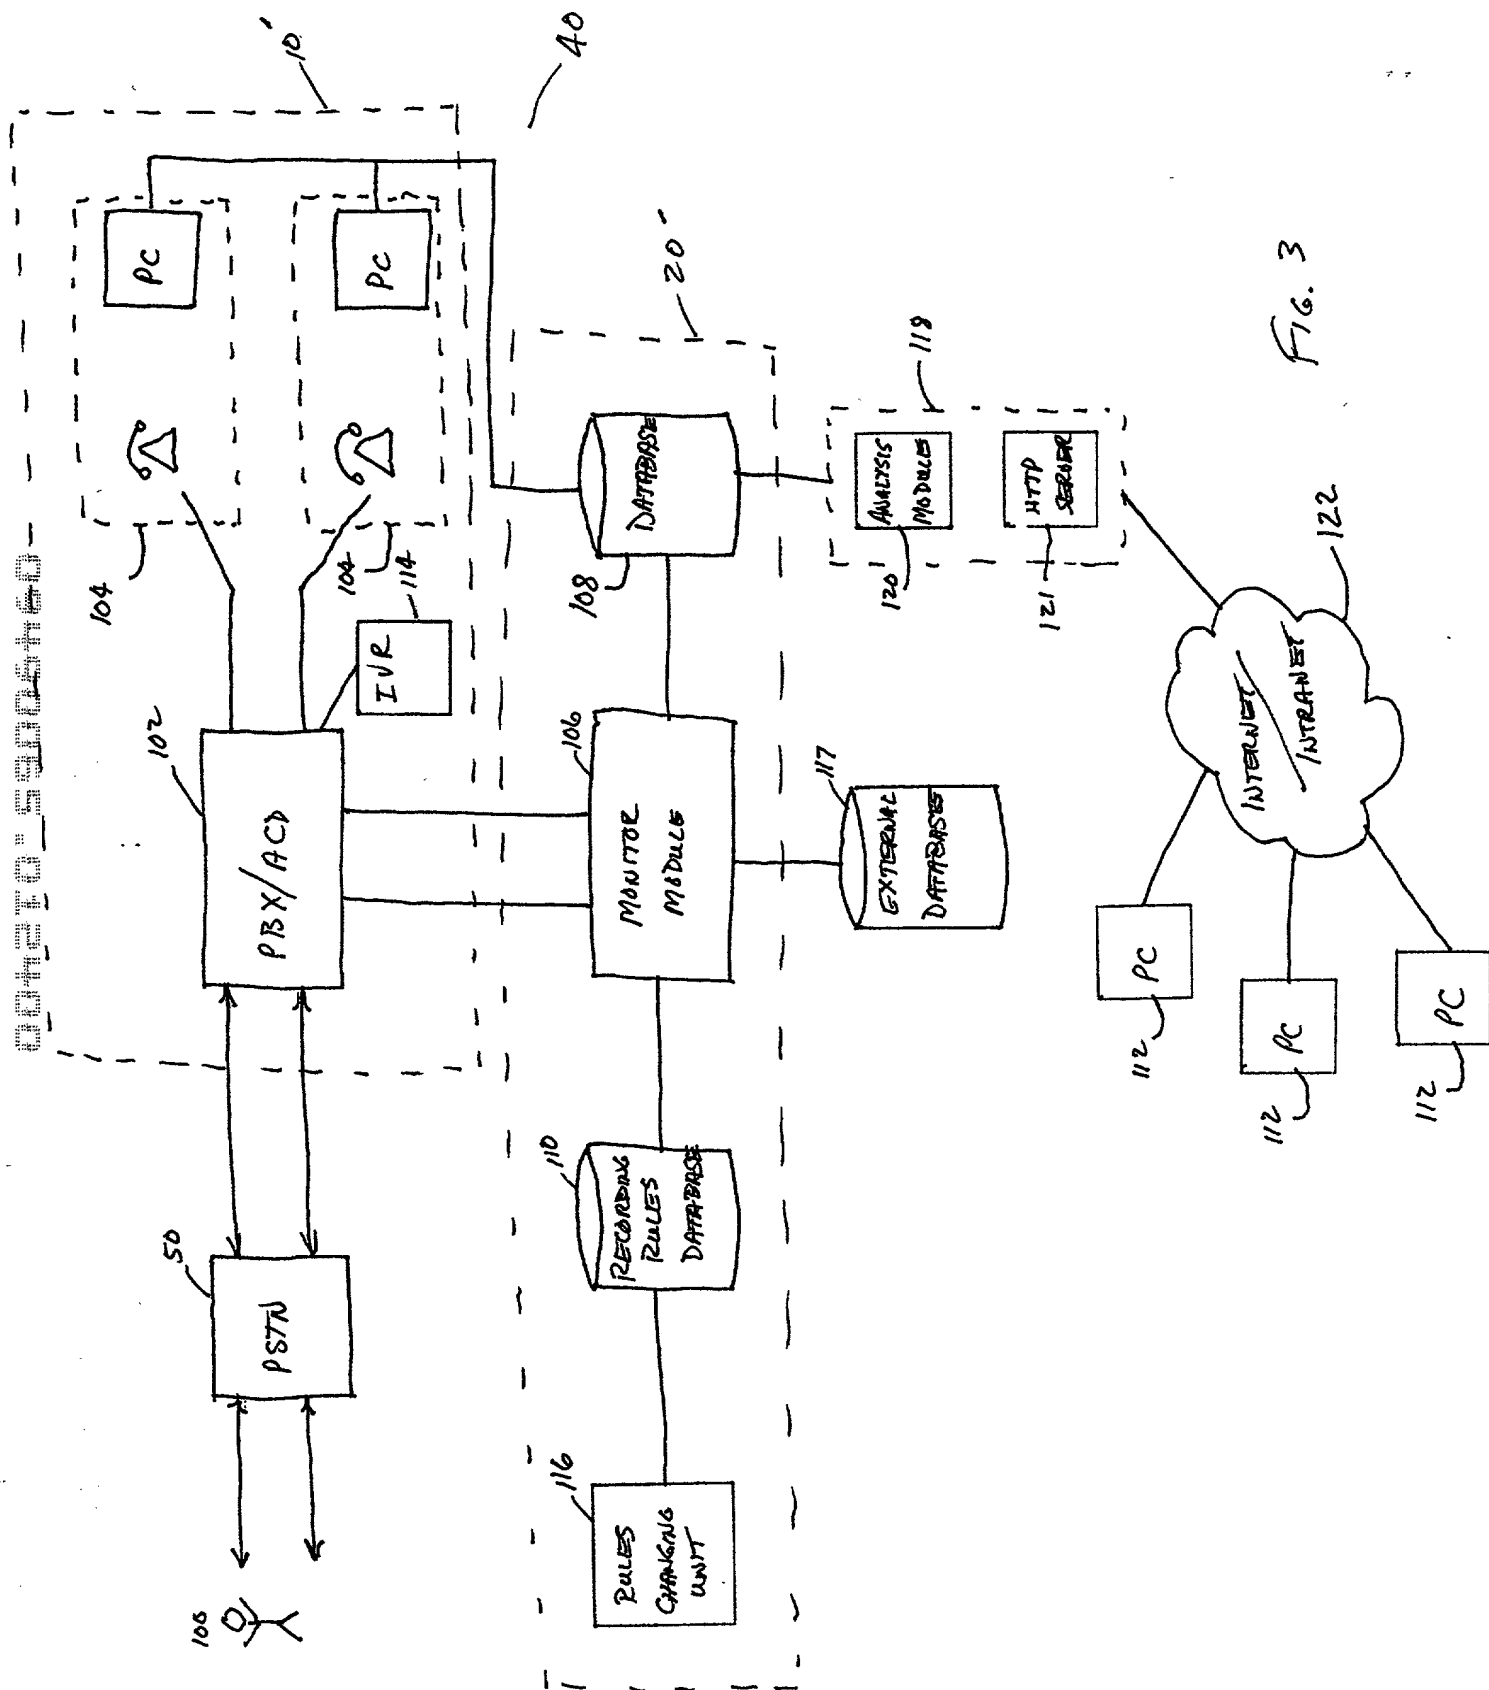 10'
40
PC
PC
104
104
114
IVR
102
PBX/ACD
50
PSTN
100
20'
DATABASE
108
106
MONITOR
MODULE
110
RECORDING
RULES
DATABASE
116
RULES
CHANGING
UNIT
118
ANALYSIS
MODULE
120
HTTP
SERVER
121
117
EXTERNAL
DATABASE
INTERNET
/INTRANET
122
PC
112
PC
112
PC
112
FIG. 3